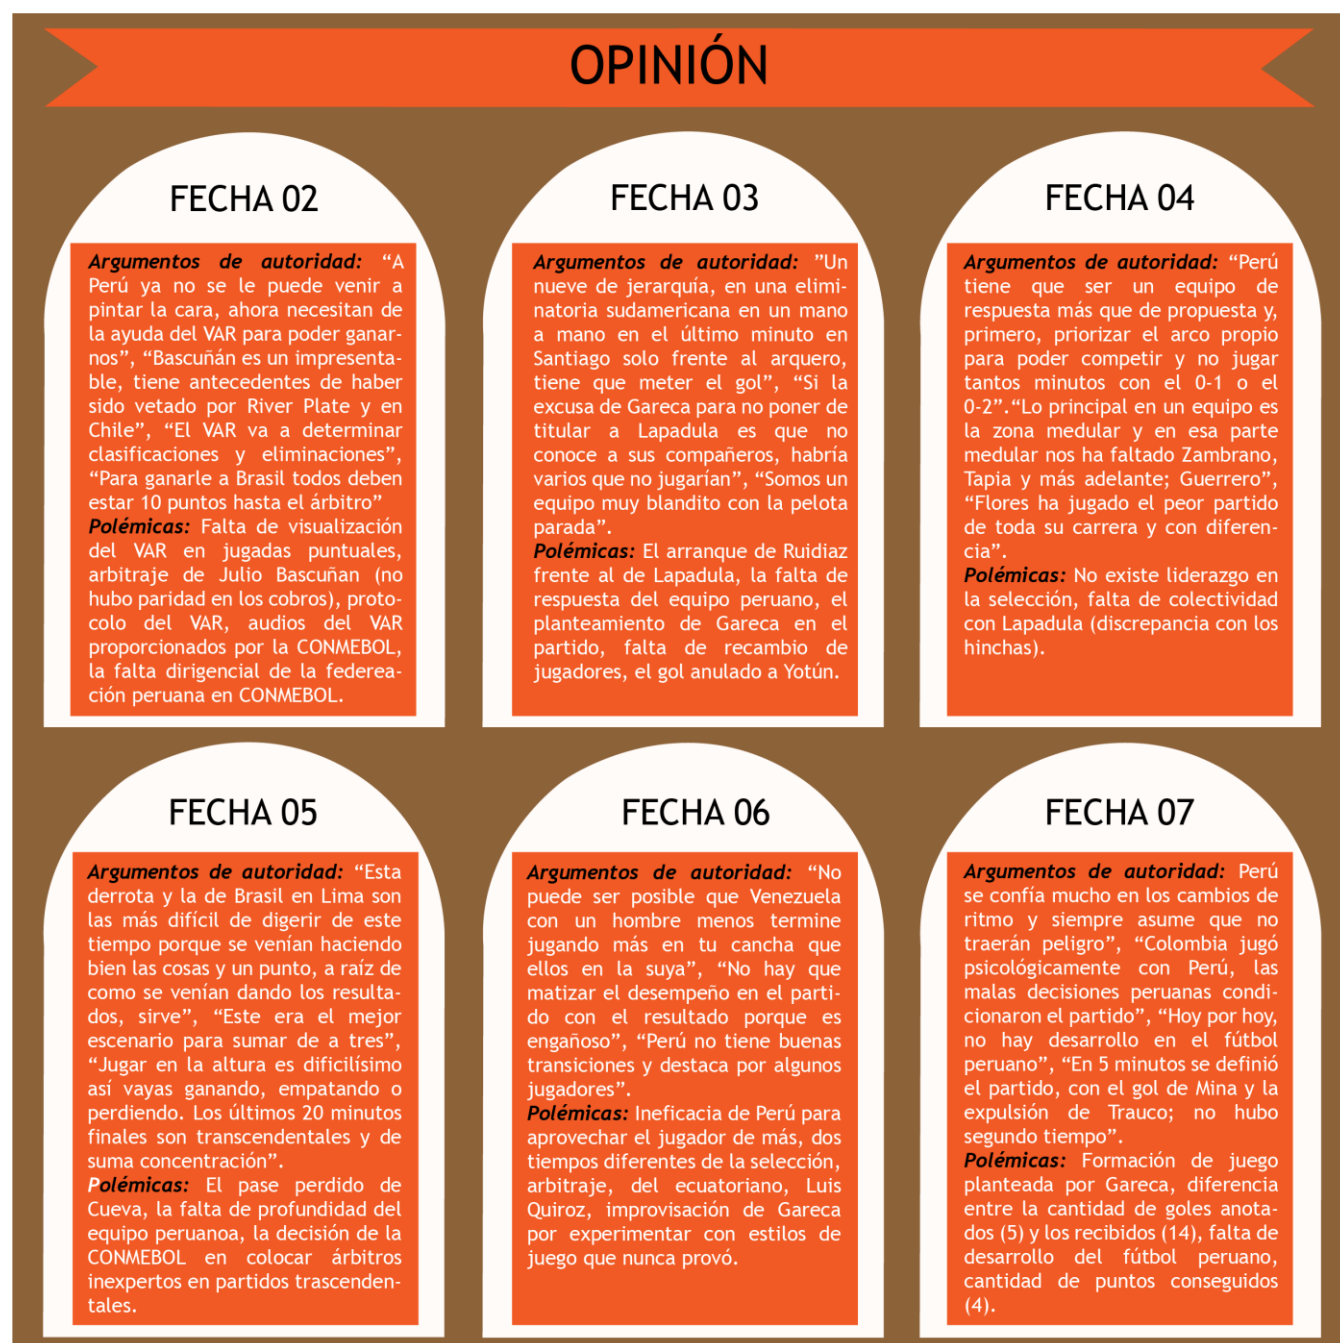 OPINIÓN
FECHA 02
Argumentos de autoridad: “A
Perú ya no se le puede venir a
pintar la cara, ahora necesitan de
la ayuda del VAR para poder ganar-
nos”, “Bascuñán es un impresenta-
ble, tiene antecedentes de haber
sido vetado por River Plate y en
Chile”, “El VAR va a determinar
clasificaciones y eliminaciones”,
“Para ganarle a Brasil todos deben
estar 10 puntos hasta el árbitro”
Polémicas: Falta de visualización
del VAR en jugadas puntuales,
arbitraje de Julio Bascuñan (no
hubo paridad en los cobros), proto-
colo del VAR, audios del VAR
proporcionados por la CONMEBOL,
la falta dirigencial de la federea-
ción peruana en CONMEBOL.
FECHA 03
Argumentos de autoridad: ”Un
nueve de jerarquía, en una elimi-
natoria sudamericana en un mano
a mano en el último minuto en
Santiago solo frente al arquero,
tiene que meter el gol”, “Si la
excusa de Gareca para no poner de
titular a Lapadula es que no
conoce a sus compañeros, habría
varios que no jugarían”, “Somos un
equipo muy blandito con la pelota
parada”.
Polémicas: El arranque de Ruidiaz
frente al de Lapadula, la falta de
respuesta del equipo peruano, el
planteamiento de Gareca en el
partido, falta de recambio de
jugadores, el gol anulado a Yotún.
FECHA 04
Argumentos de autoridad: “Perú
tiene que ser un equipo de
respuesta más que de propuesta y,
primero, priorizar el arco propio
para poder competir y no jugar
tantos minutos con el 0-1 o el
0-2”.“Lo principal en un equipo es
la zona medular y en esa parte
medular nos ha faltado Zambrano,
Tapia y más adelante; Guerrero”,
“Flores ha jugado el peor partido
de toda su carrera y con diferen-
cia”.
Polémicas: No existe liderazgo en
la selección, falta de colectividad
con Lapadula (discrepancia con los
hinchas).
FECHA 05
Argumentos de autoridad: “Esta
derrota y la de Brasil en Lima son
las más difícil de digerir de este
tiempo porque se venían haciendo
bien las cosas y un punto, a raíz de
como se venían dando los resulta-
dos, sirve”, “Este era el mejor
escenario para sumar de a tres”,
“Jugar en la altura es dificilísimo
así vayas ganando, empatando o
perdiendo. Los últimos 20 minutos
finales son transcendentales y de
suma concentración”.
Polémicas: El pase perdido de
Cueva, la falta de profundidad del
equipo peruanoa, la decisión de la
CONMEBOL en colocar árbitros
inexpertos en partidos trascenden-
tales.
FECHA 06
Argumentos de autoridad: “No
puede ser posible que Venezuela
con un hombre menos termine
jugando más en tu cancha que
ellos en la suya”, “No hay que
matizar el desempeño en el parti-
do con el resultado porque es
engañoso”, “Perú no tiene buenas
transiciones y destaca por algunos
jugadores”.
Polémicas: Ineficacia de Perú para
aprovechar el jugador de más, dos
tiempos diferentes de la selección,
arbitraje, del ecuatoriano, Luis
Quiroz, improvisación de Gareca
por experimentar con estilos de
juego que nunca provó.
FECHA 07
Argumentos de autoridad: Perú
se confía mucho en los cambios de
ritmo y siempre asume que no
traerán peligro”, “Colombia jugó
psicológicamente con Perú, las
malas decisiones peruanas condi-
cionaron el partido”, “Hoy por hoy,
no hay desarrollo en el fútbol
peruano”, “En 5 minutos se definió
el partido, con el gol de Mina y la
expulsión de Trauco; no hubo
segundo tiempo”.
Polémicas: Formación de juego
planteada por Gareca, diferencia
entre la cantidad de goles anota-
dos (5) y los recibidos (14), falta de
desarrollo del fútbol peruano,
cantidad de puntos conseguidos
(4).